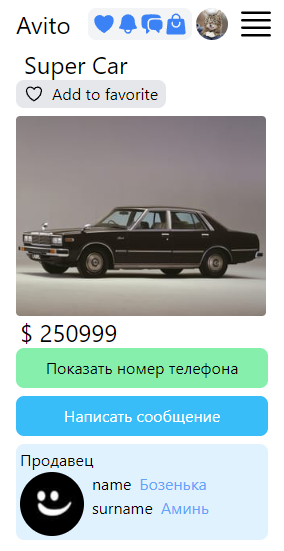 Avito
Super Car
Add to favorite
$ 250999
Показать номер телефона
Написать сообщение
Продавец
name Бозенька
surname Аминь